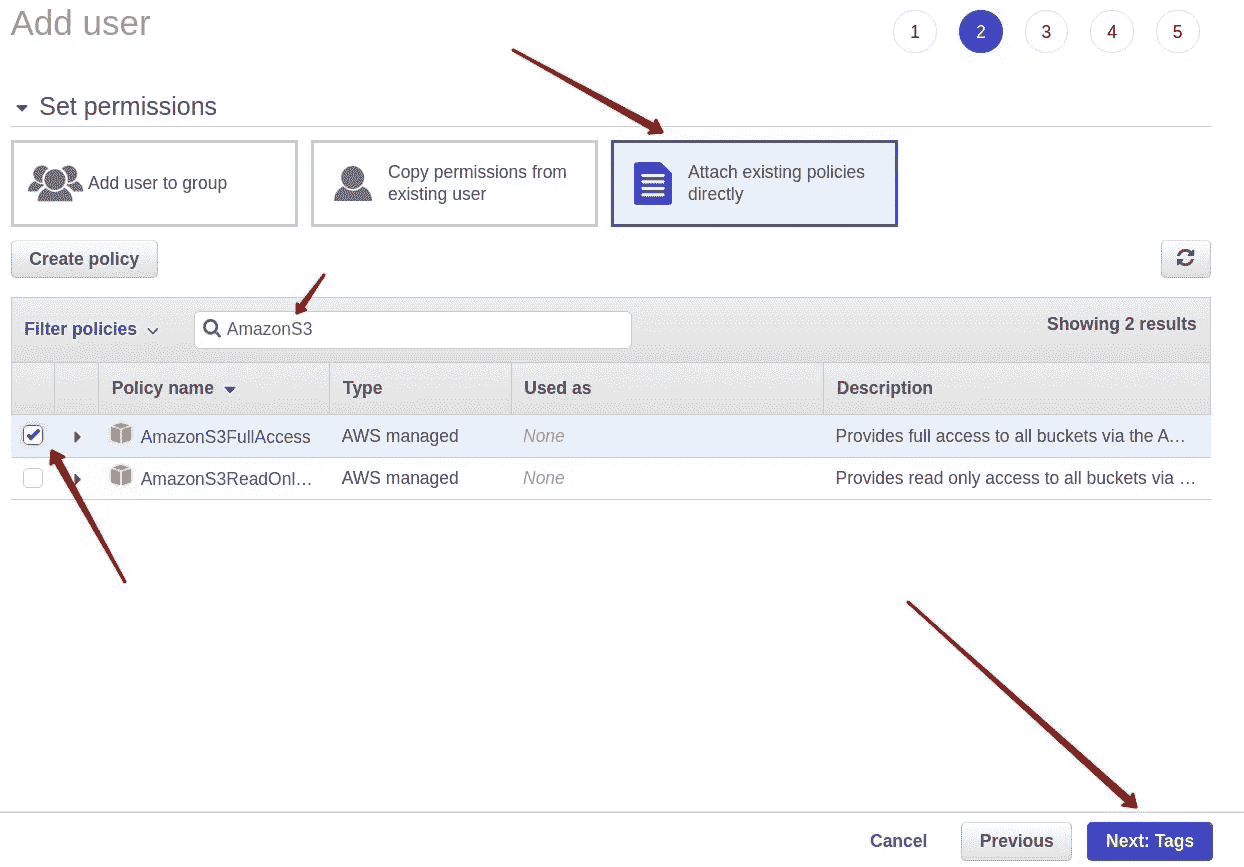 Add user
1 2 3 4 5
Set permissions
Add user to group
Copy permissions from
existing user
Attach existing policies
directly
Create policy
Filter policies
AmazonS3
Showing 2 results
Policy name Type Used as Description
AmazonS3FullAccess AWS managed None Provides full access to all buckets via the A…
AmazonS3ReadOnl… AWS managed None Provides read only access to all buckets via …
Cancel Previous Next: Tags